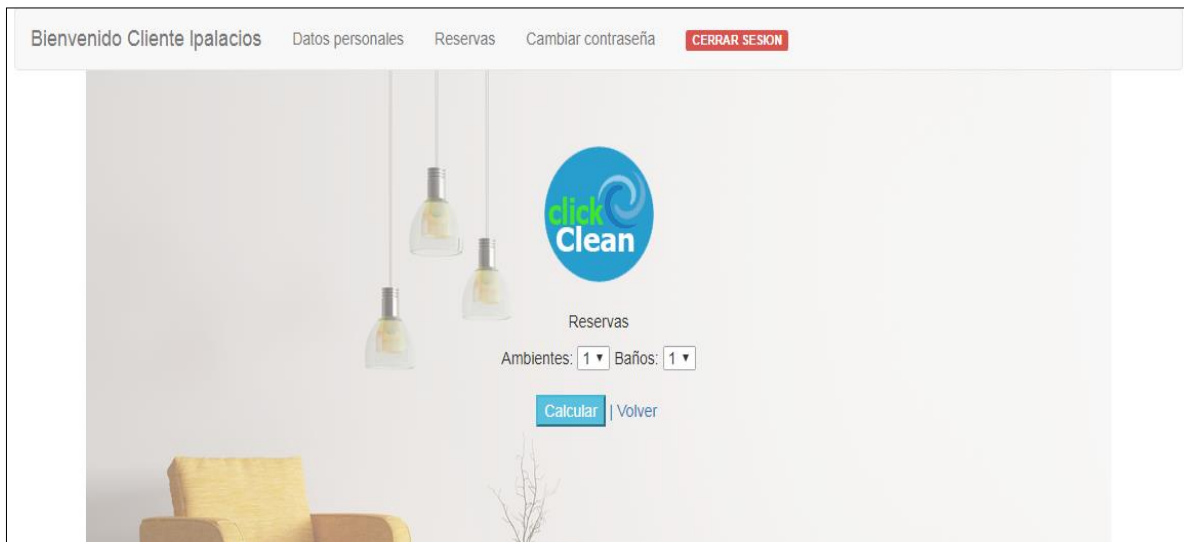 Bienvenido Cliente lpalacios Datos personales Reservas Cambiar contraseña CERRAR SESION
click
Clean
Reservas
Ambientes: 1 Baños: 1
Calcular | Volver